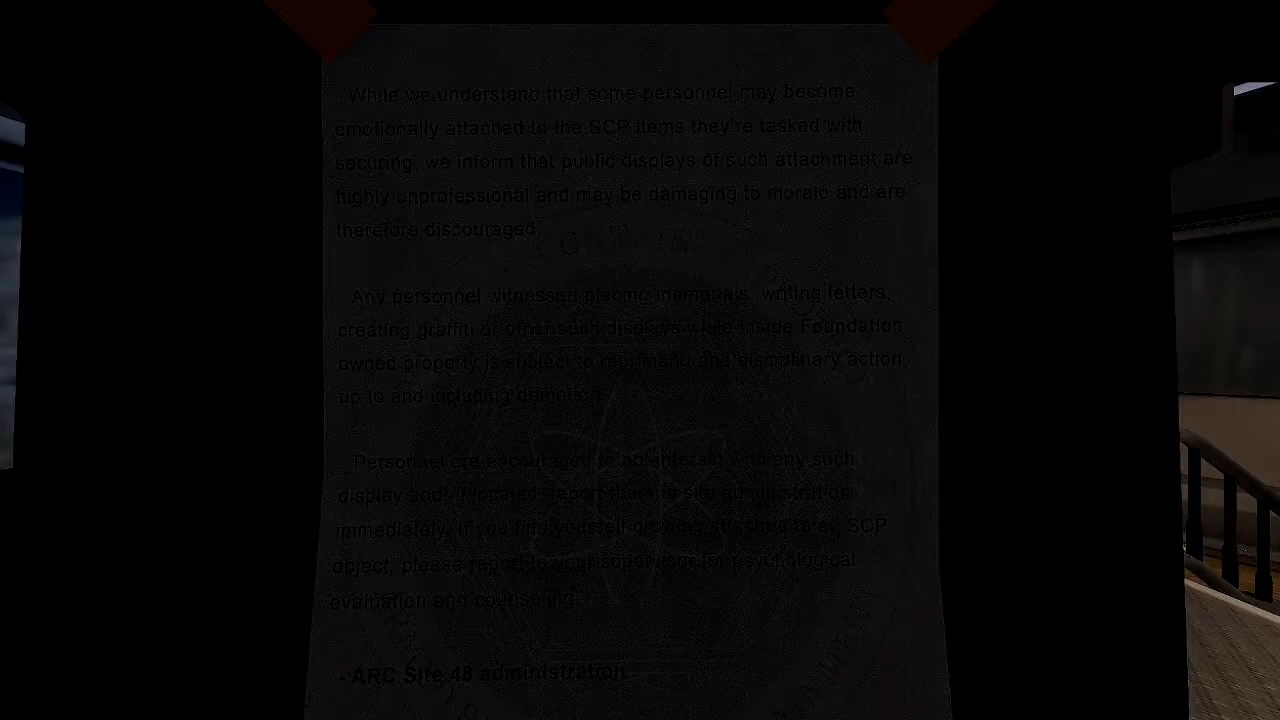 While we understand that some personnel may become
emotionally attached to the SCP items they're tasked with
securing, we inform that public displays of such attachment are
highly unprofessional and may be damaging to morale and are
therefore discouraged.
Any personnel witnessed placing memorials, writing letters,
creating graffiti or other such displays while inside Foundation
owned property is subject to reprimand and disciplinary action,
up to and including demotion.
Personnel are encouraged to not interact with any such
display and, if located, report them to site administration
immediately. If you find yourself growing attached to an SCP
object, please report to your supervisor for psychological
evaluation and counseling.
- ARC Site 48 administration